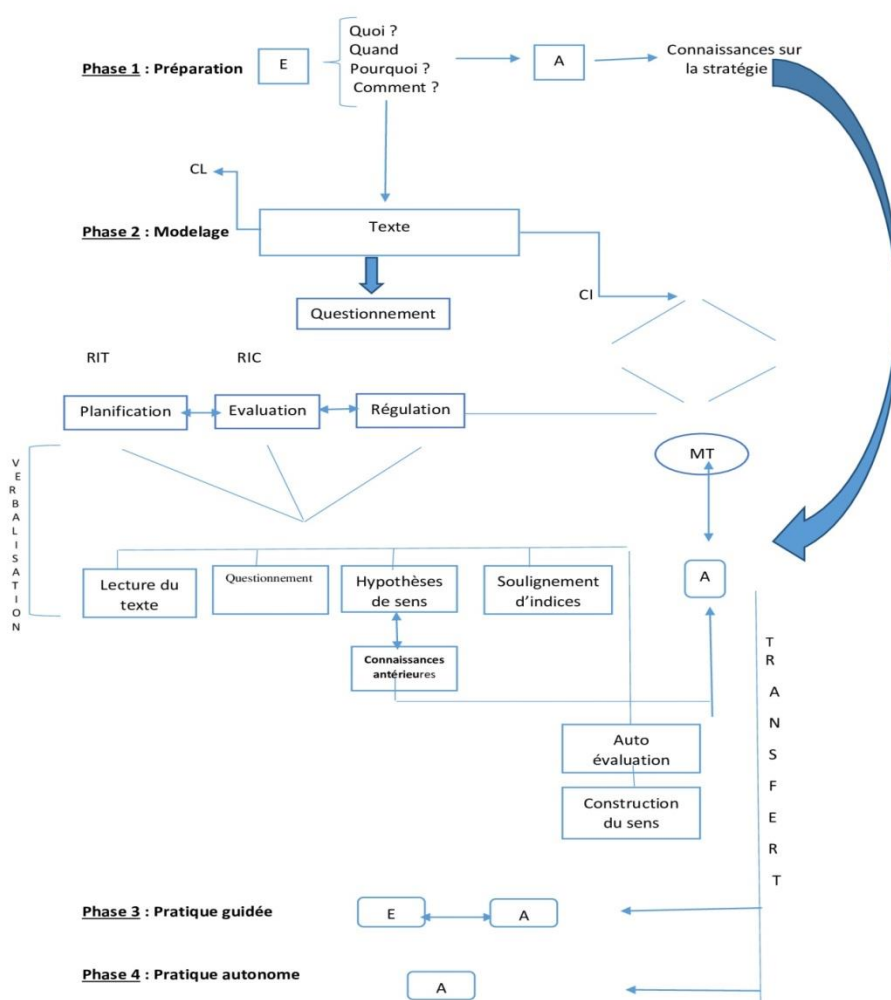 Quoi ?
Quand
Pourquoi ?
Comment ?
Phase 1 : Préparation
E
A
Connaissances sur
la stratégie
CL
Phase 2 : Modelage
Texte
CI
Questionnement
RIT
RIC
Planification
Evaluation
Régulation
MT
VERBALISATION
Lecture du
texte
Questionnement
Hypothèses
de sens
Soulignement
d’indices
A
Connaissances
antérieures
TRANSFERT
Auto
évaluation
Construction
du sens
Phase 3 : Pratique guidée
E
A
Phase 4 : Pratique autonome
A